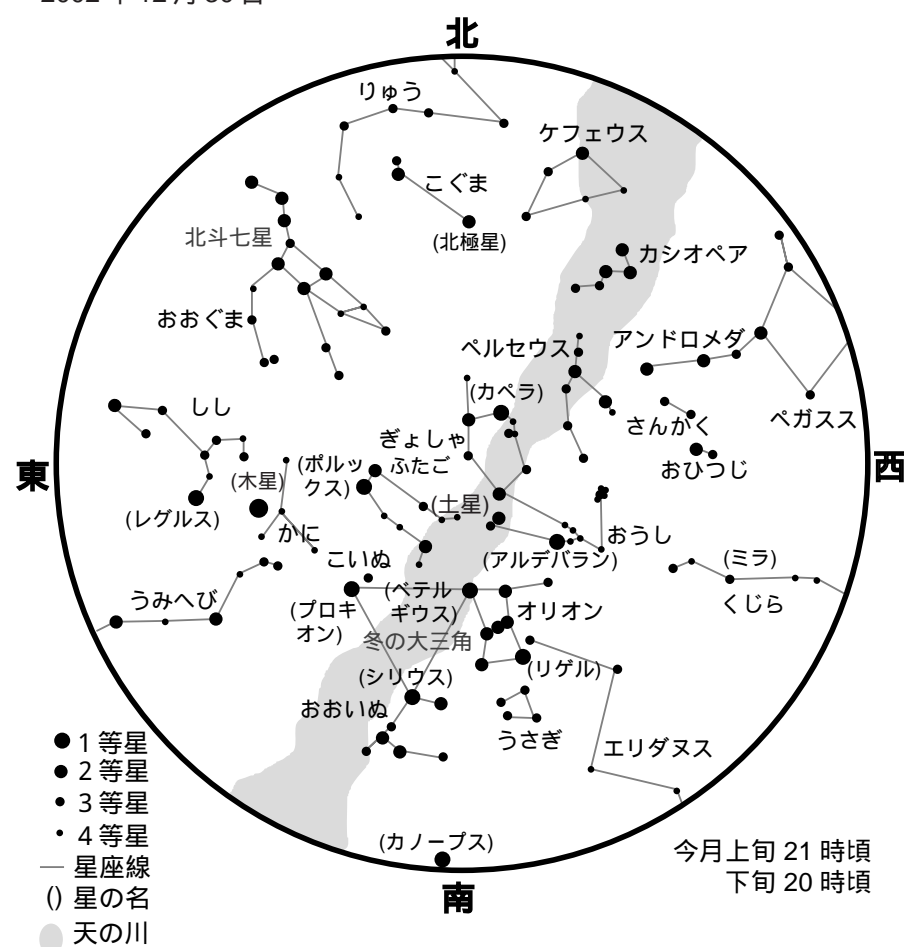 北
りゅう
ケフェウス
こぐま
(北極星)
北斗七星
カシオペア
おおぐま
ペルセウス
アンドロメダ
(カペラ)
ペガスス
しし
さんかく
ぎょしゃ
ふたご
おひつじ
東
西
(木星)
(ポルッ
クス)
(土星)
(レグルス)
かに
おうし
(アルデバラン)
こいぬ
(ミラ)
うみへび
(プロキ
オン)
(ベテル
ギウス)
オリオン
くじら
冬の大三角
(リゲル)
(シリウス)
おおいぬ
うさぎ
エリダヌス
(カノープス)
南
1 等星
2 等星
3 等星
4 等星
星座線
() 星の名
天の川
今月上旬 21 時頃
下旬 20 時頃